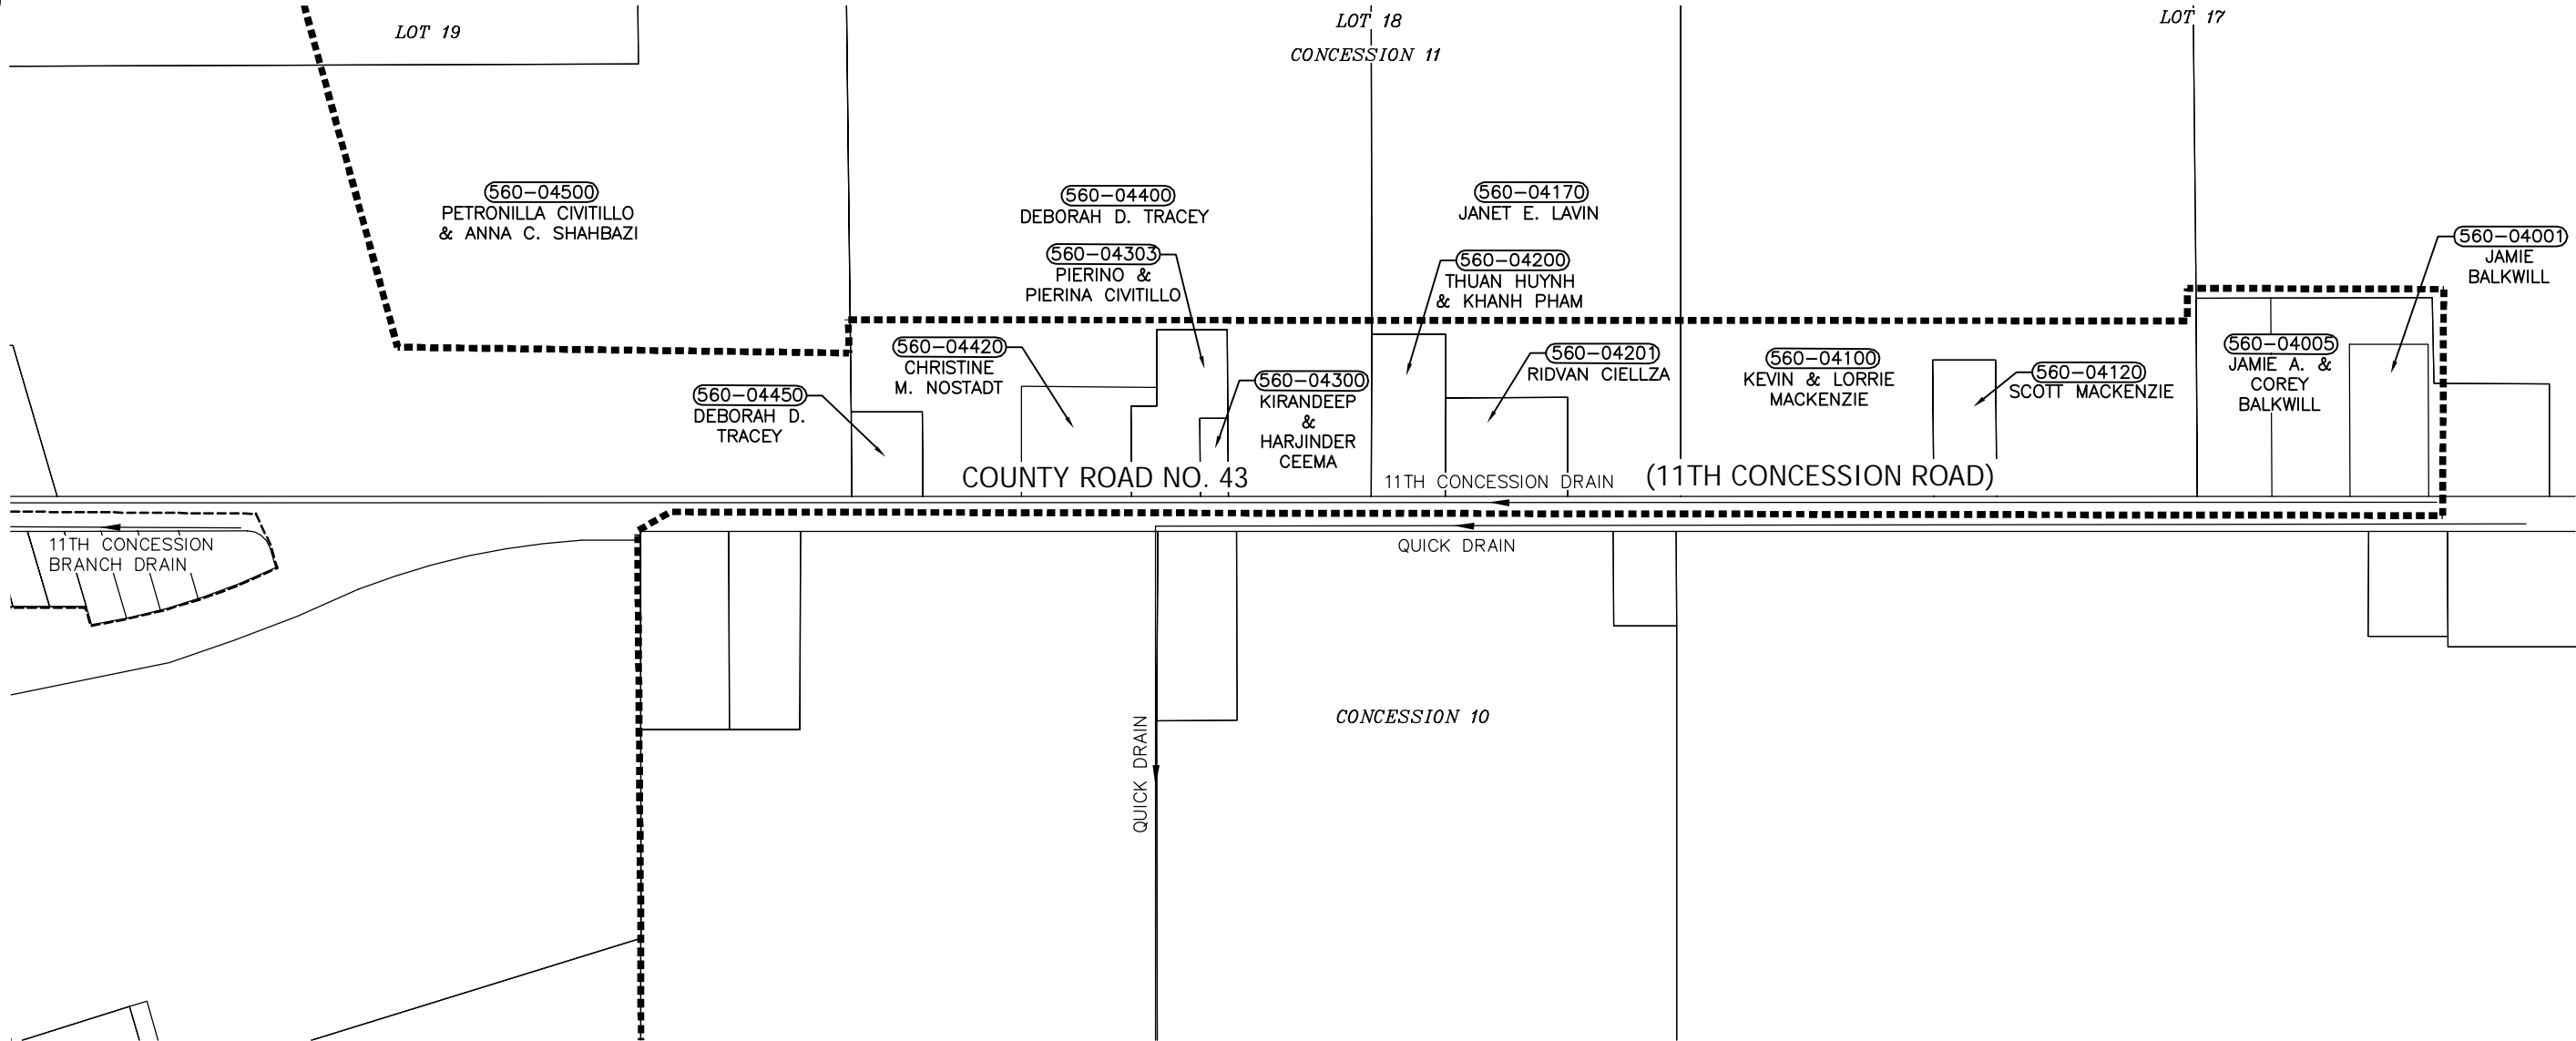 LOT 19
LOT 18
CONCESSION 11
LOT 17
560-04500
PETRONILLA CIVITILLO
& ANNA C. SHAHBAZI
560-04400
DEBORAH D. TRACEY
560-04303
PIERINO &
PIERINA CIVITILLO
560-04170
JANET E. LAVIN
560-04200
THUAN HUYNH
& KHANH PHAM
560-04001
JAMIE
BALKWILL
560-04450
DEBORAH D.
TRACEY
560-04420
CHRISTINE
M. NOSTADT
560-04300
KIRANDEEP
&
HARJINDER
CEEMA
560-04201
RIDVAN CIELLZA
560-04100
KEVIN & LORRIE
MACKENZIE
560-04120
SCOTT MACKENZIE
560-04005
JAMIE A. &
COREY
BALKWILL
COUNTY ROAD NO. 43
11TH CONCESSION DRAIN
(11TH CONCESSION ROAD)
11TH CONCESSION
BRANCH DRAIN
QUICK DRAIN
QUICK DRAIN
CONCESSION 10